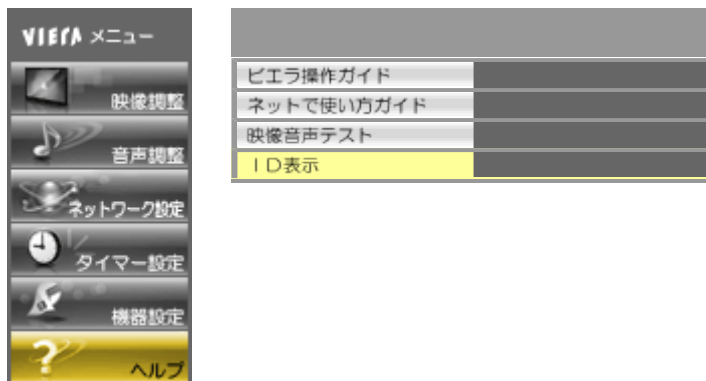 VIERA メニュー
映像調整
音声調整
ネットワーク設定
タイマー設定
機器設定
ヘルプ
ビエラ操作ガイド
ネットで使い方ガイド
映像音声テスト
ID表示